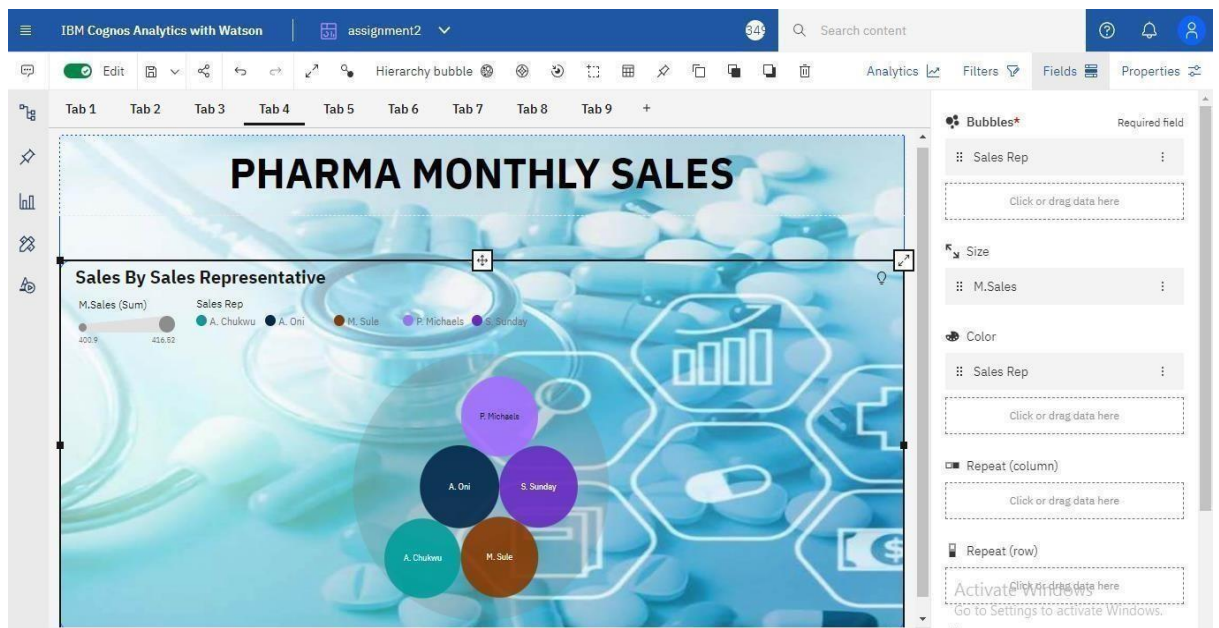 IBM Cognos Analytics with Watson
assignment2
Search content
Edit
Hierarchy bubble
Analytics
Filters
Fields
Properties
Tab 1 Tab 2 Tab 3 Tab 4 Tab 5 Tab 6 Tab 7 Tab 8 Tab 9 +
PHARMA MONTHLY SALES
Sales By Sales Representative
M.Sales (Sum)
400.9 416.52
Sales Rep
A. Chukwu A. Oni M. Sule P. Michaels S. Sunday
P. Michaels
A. Oni
S. Sunday
A. Chukwu
M. Sule
Bubbles* Required field
Sales Rep
Click or drag data here
Size
M.Sales
Color
Sales Rep
Click or drag data here
Repeat (column)
Click or drag data here
Repeat (row)
Click or drag data here
Activate Windows
Go to Settings to activate Windows.